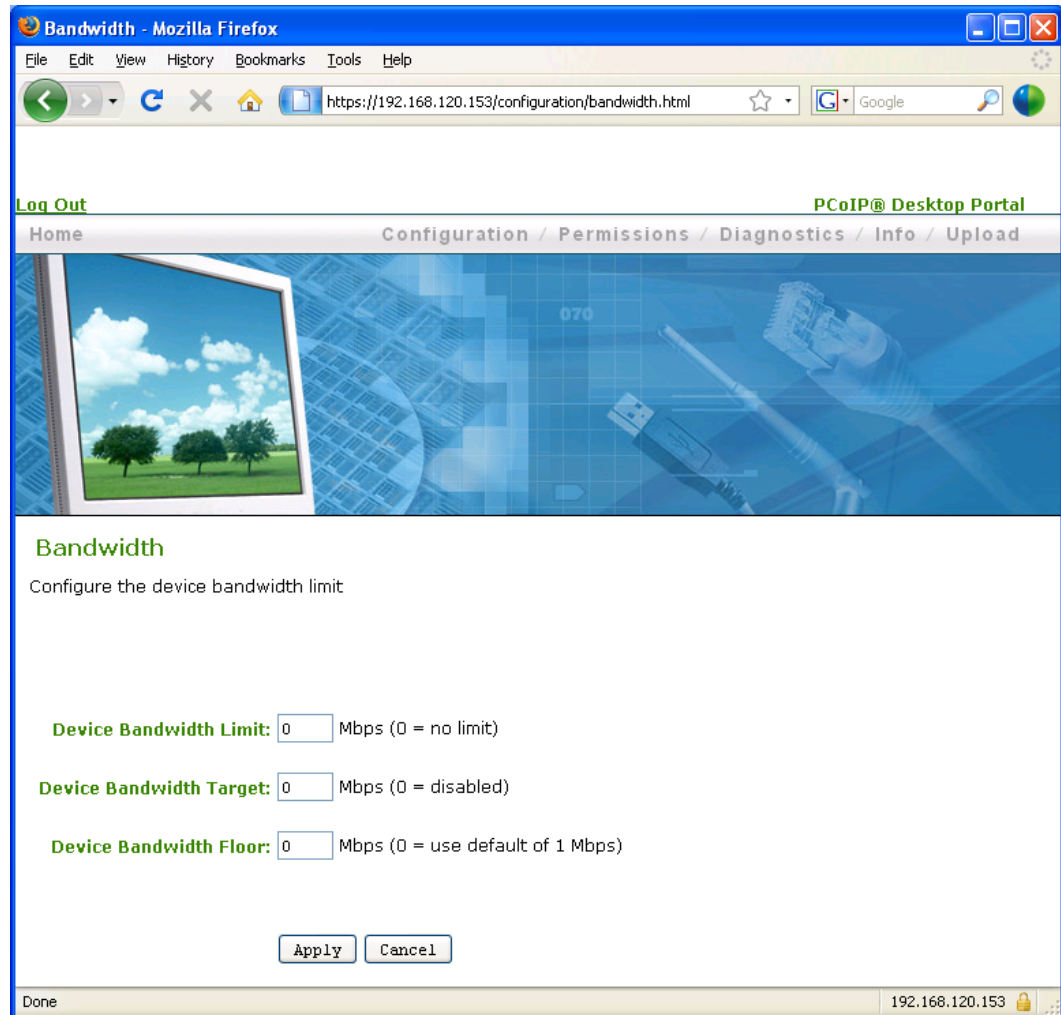 Bandwidth - Mozilla Firefox
File Edit View History Bookmarks Tools Help
https://192.168.120.153/configuration/bandwidth.html
G Google
Log Out PCoIP® Desktop Portal
Home Configuration / Permissions / Diagnostics / Info / Upload
070
Bandwidth
Configure the device bandwidth limit
Device Bandwidth Limit: 0 Mbps (0 = no limit)
Device Bandwidth Target: 0 Mbps (0 = disabled)
Device Bandwidth Floor: 0 Mbps (0 = use default of 1 Mbps)
Apply Cancel
Done 192.168.120.153